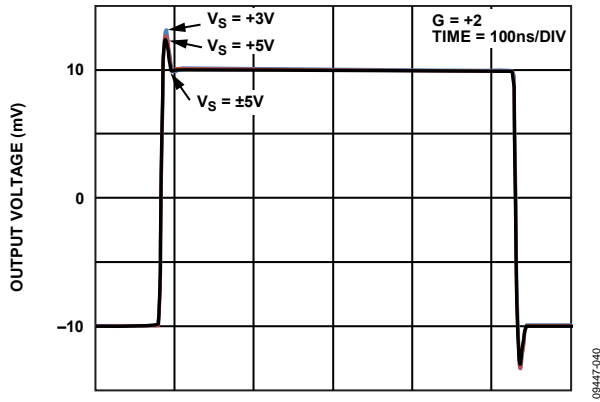 V_S = +3V
V_S = +5V
V_S = ±5V
G = +2
TIME = 100ns/DIV
OUTPUT VOLTAGE (mV)
10
0
–10
09447-040